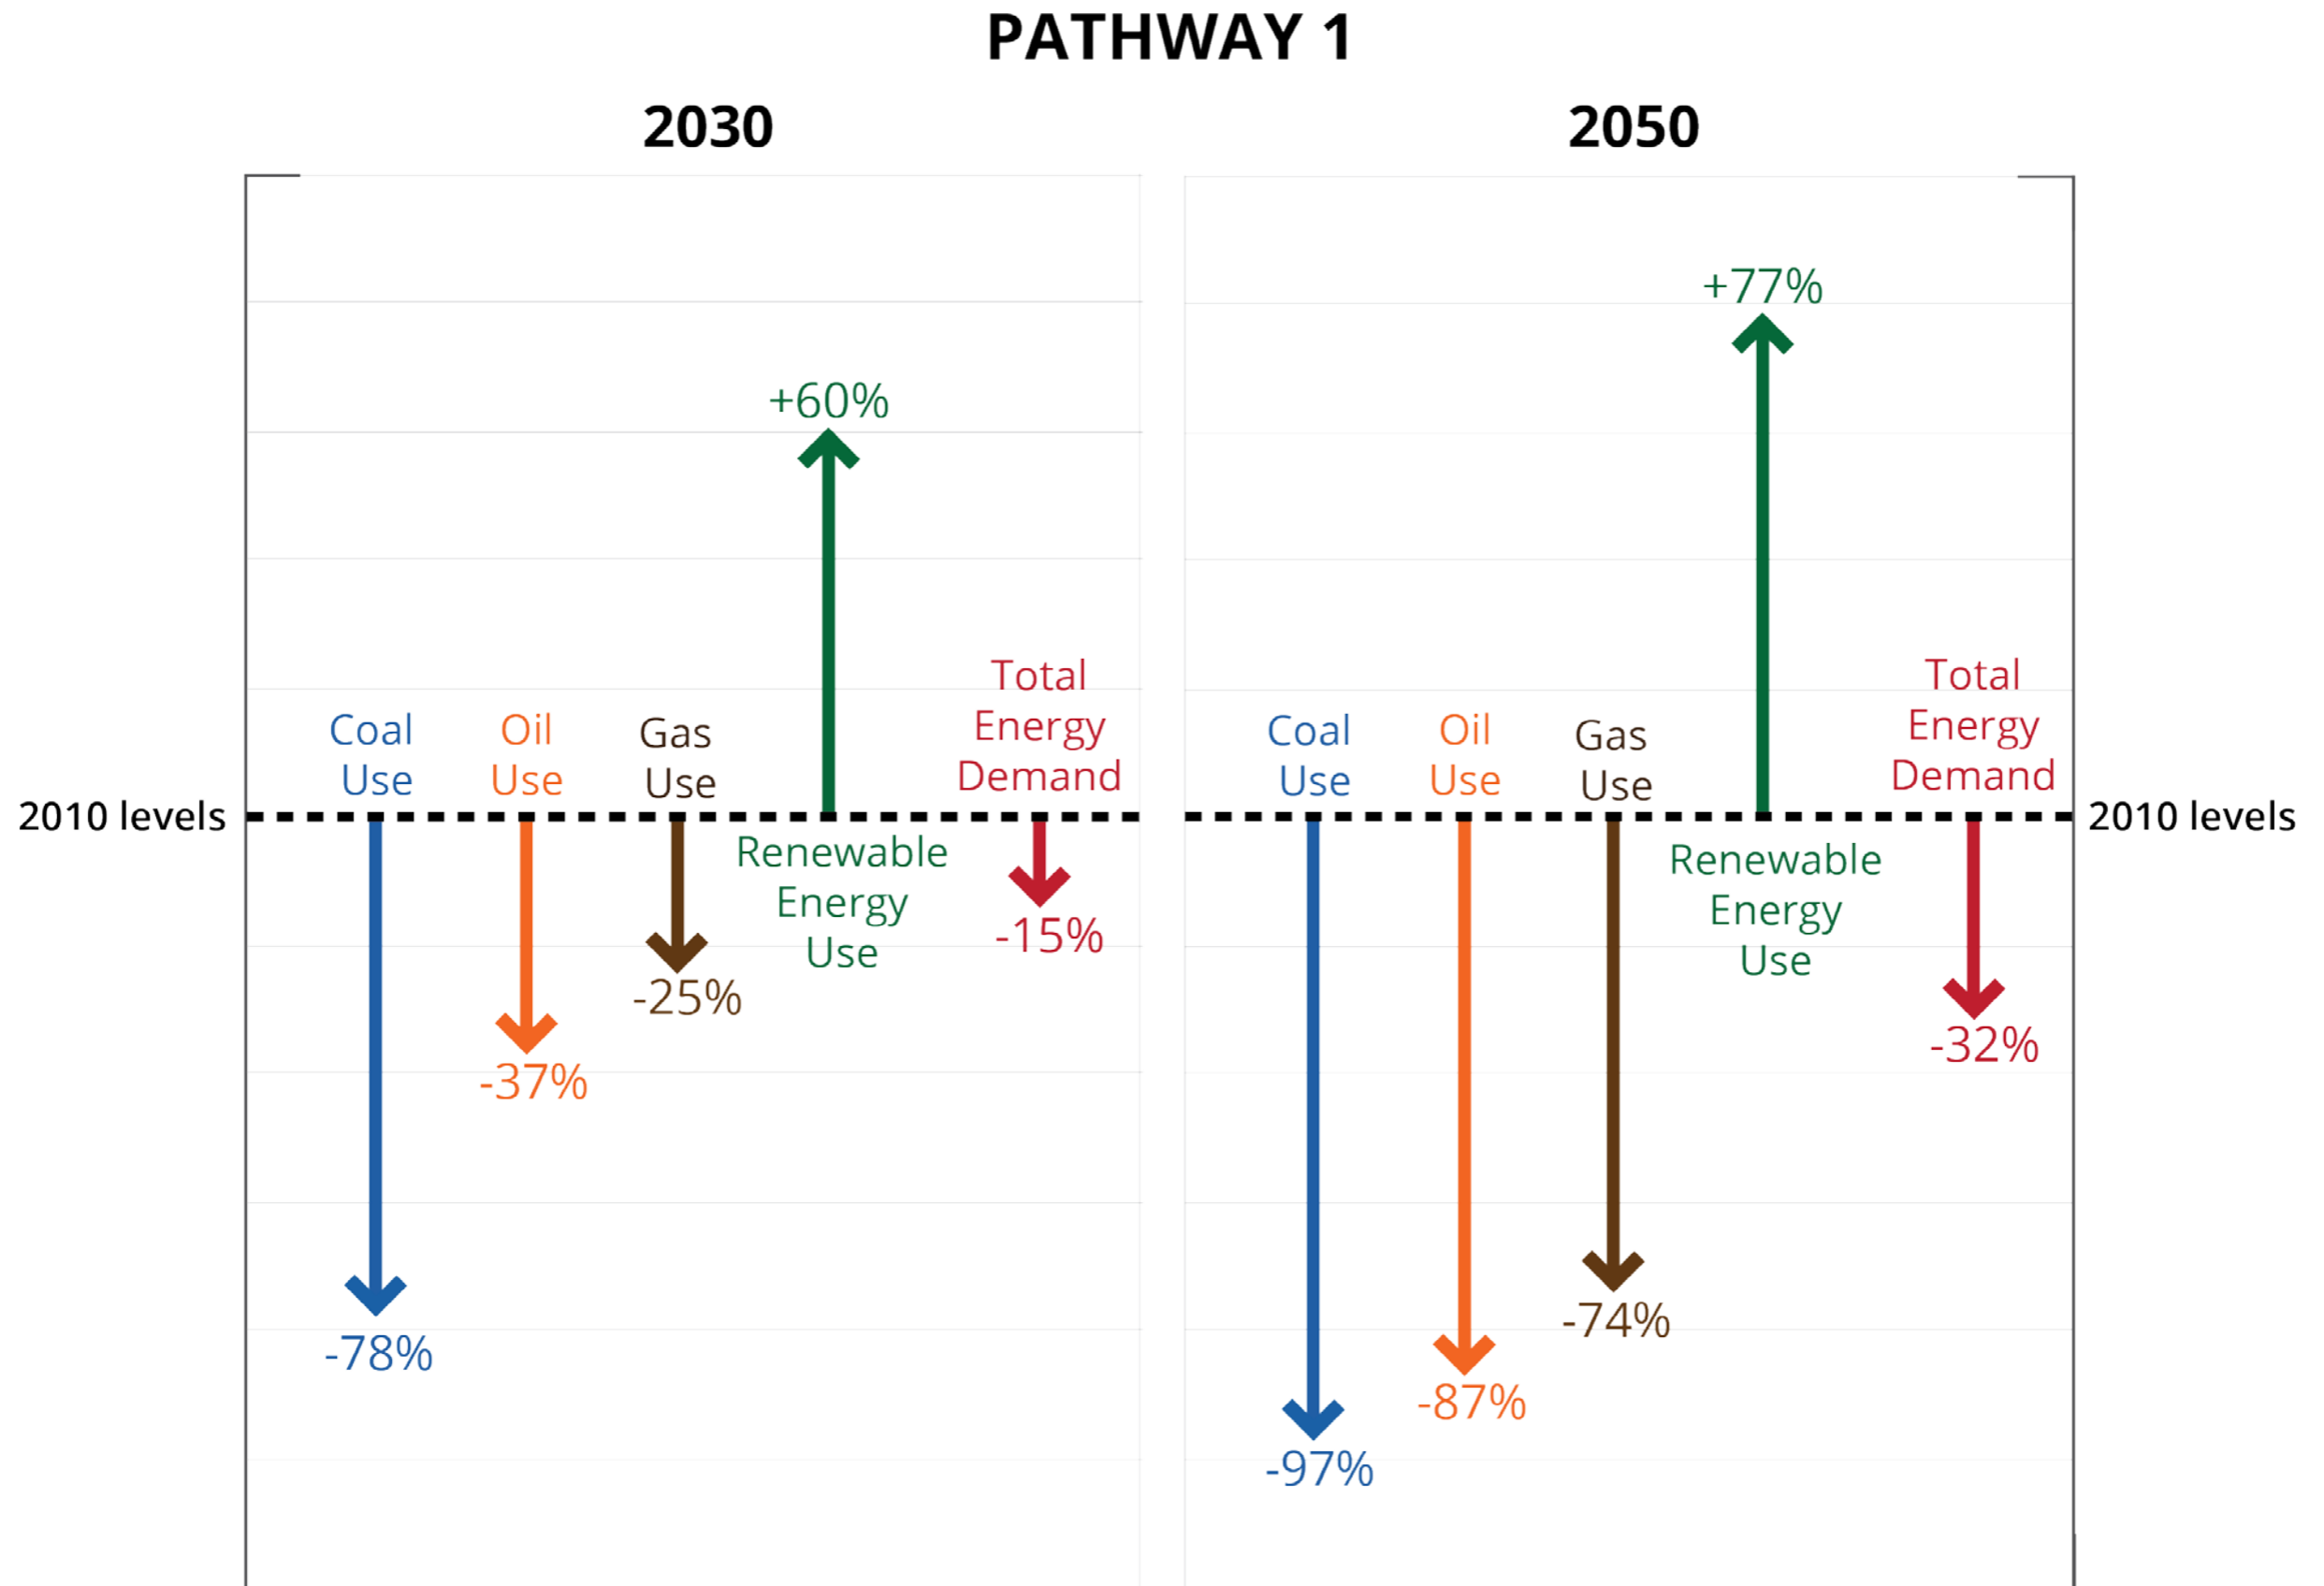 PATHWAY 1
2030
+60%
Coal
Use
Oil
Use
Gas
Use
Total
Energy
Demand
2010 levels
Renewable
Energy
Use
-78%
-37%
-25%
-15%
2050
+77%
Coal
Use
Oil
Use
Gas
Use
Total
Energy
Demand
2010 levels
Renewable
Energy
Use
-97%
-87%
-74%
-32%